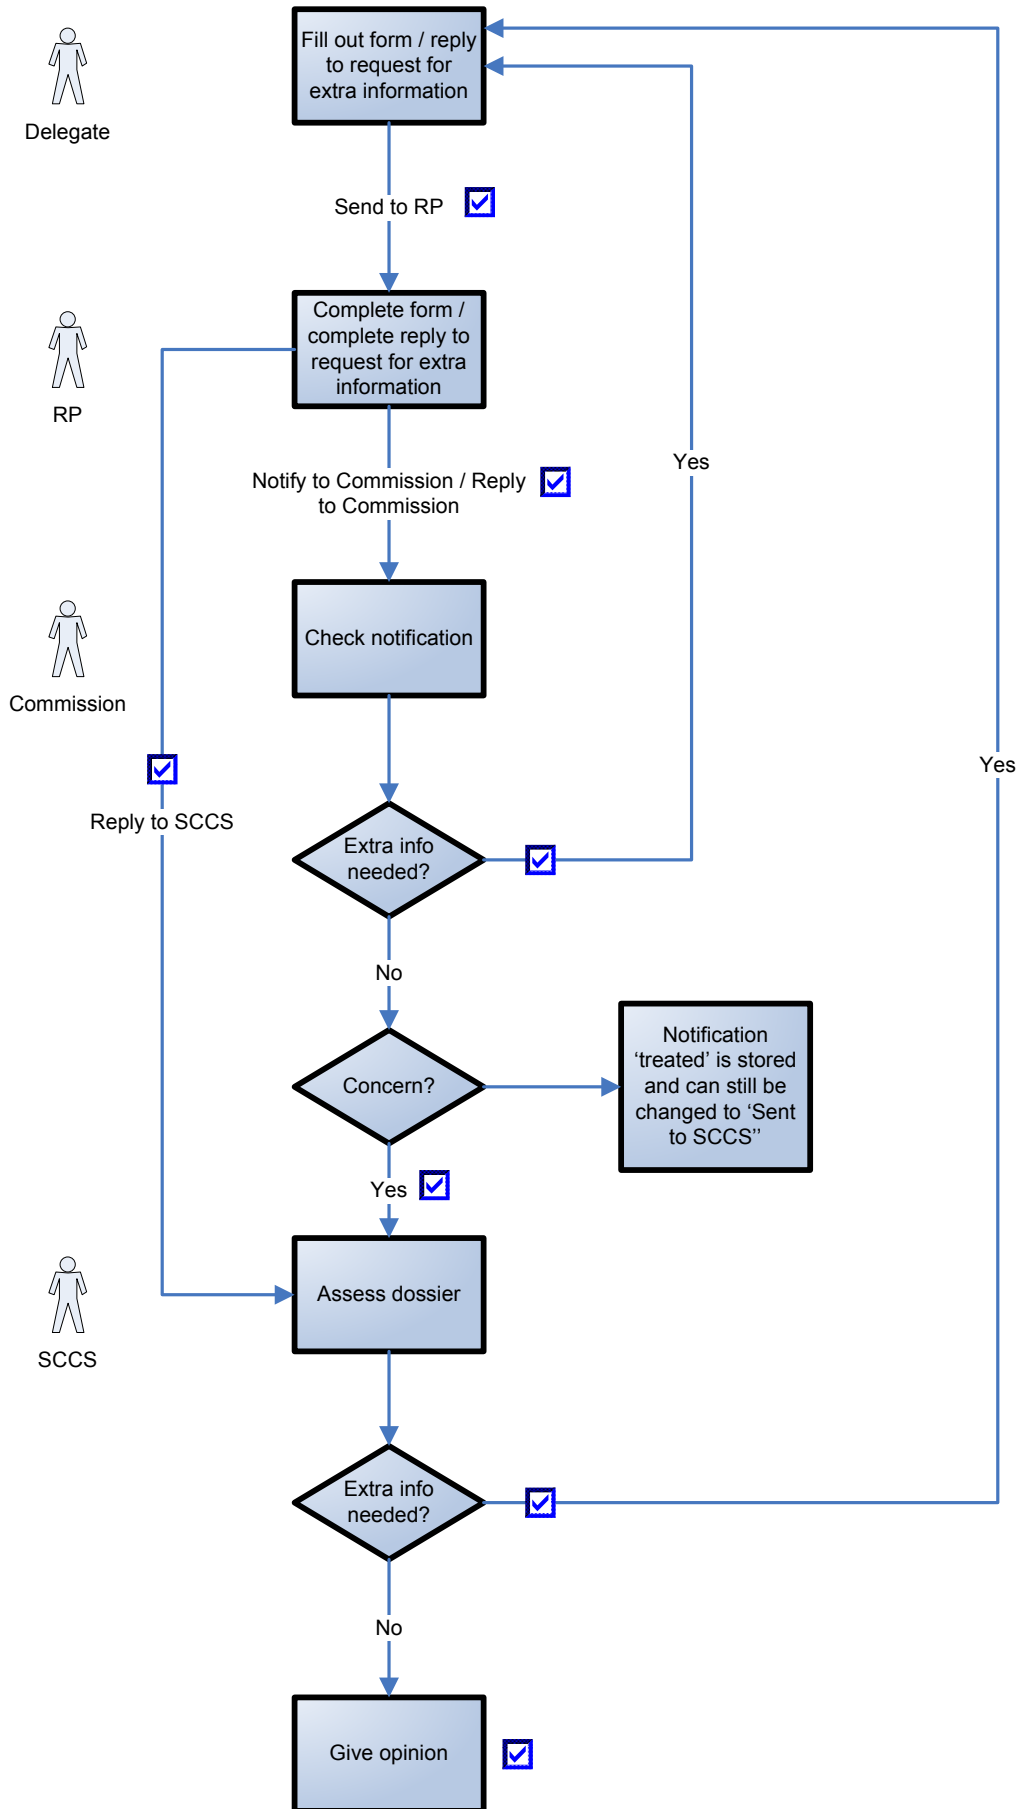 Fill out form / reply
to request for
extra information
Delegate
Send to RP
Complete form /
complete reply to
request for extra
information
RP
Yes
Notify to Commission / Reply
to Commission
Check notification
Commission
Yes
Reply to SCCS
Extra info
needed?
No
Notification
‘treated’ is stored
and can still be
changed to ‘Sent
to SCCS’’
Concern?
Yes
Assess dossier
SCCS
Extra info
needed?
No
Give opinion